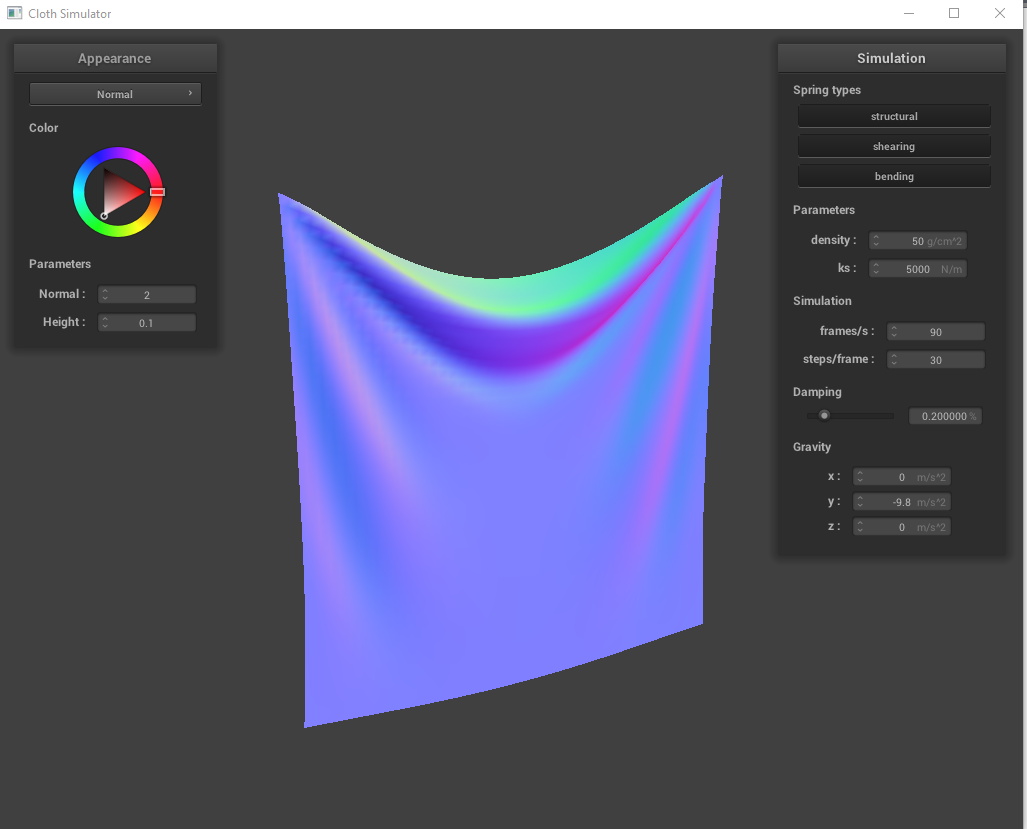 Cloth Simulator
Appearance
Normal
Color
Parameters
Normal : 2
Height : 0.1
Simulation
Spring types
structural
shearing
bending
Parameters
density : 50 g/cm^2
ks : 5000 N/m
Simulation
frames/s : 90
steps/frame : 30
Damping
0.200000 %
Gravity
x : 0 m/s^2
y : -9.8 m/s^2
z : 0 m/s^2